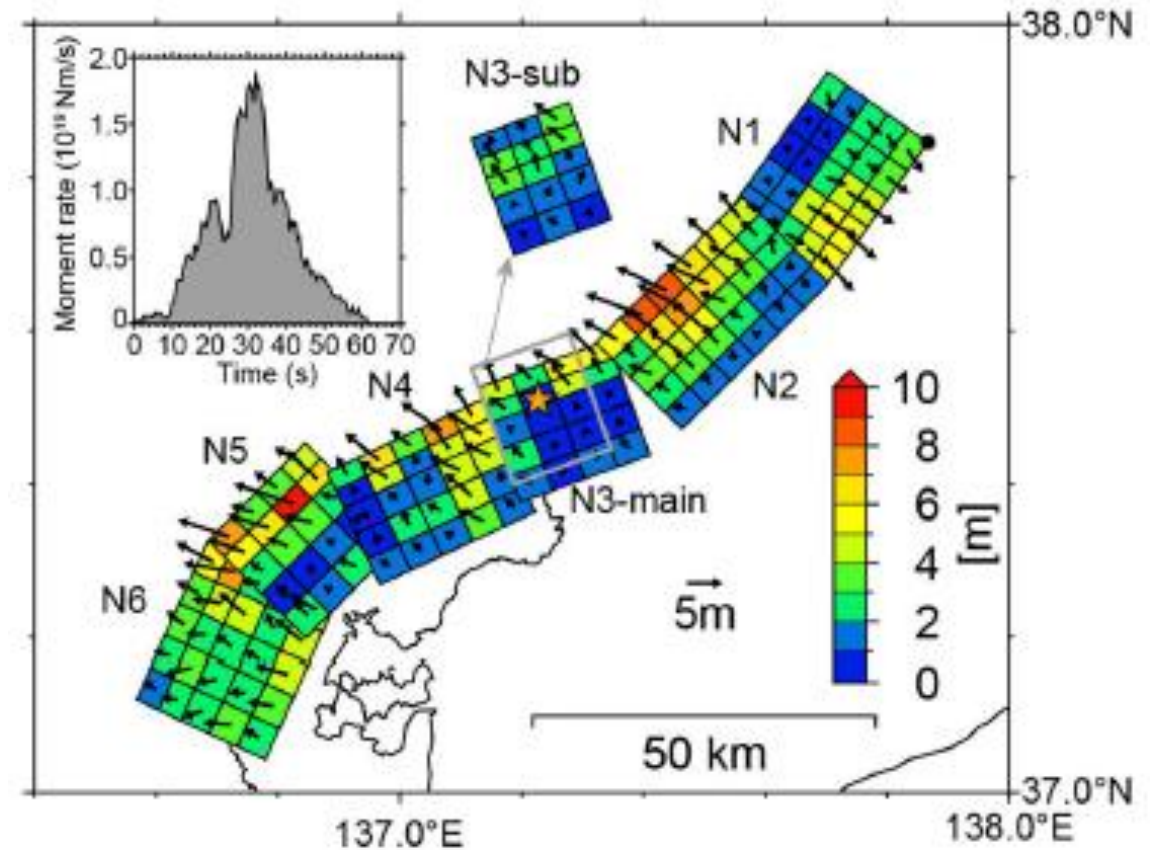 38.0°N
2.0
1.5
1.0
0.5
0
Moment rate (10¹⁹ Nm/s)
0 10 20 30 40 50 60 70
Time (s)
N3-sub
N1
N4
N2
N5
N3-main
N6
5m
10
8
6
4
2
0
[m]
50 km
37.0°N
137.0°E
138.0°E